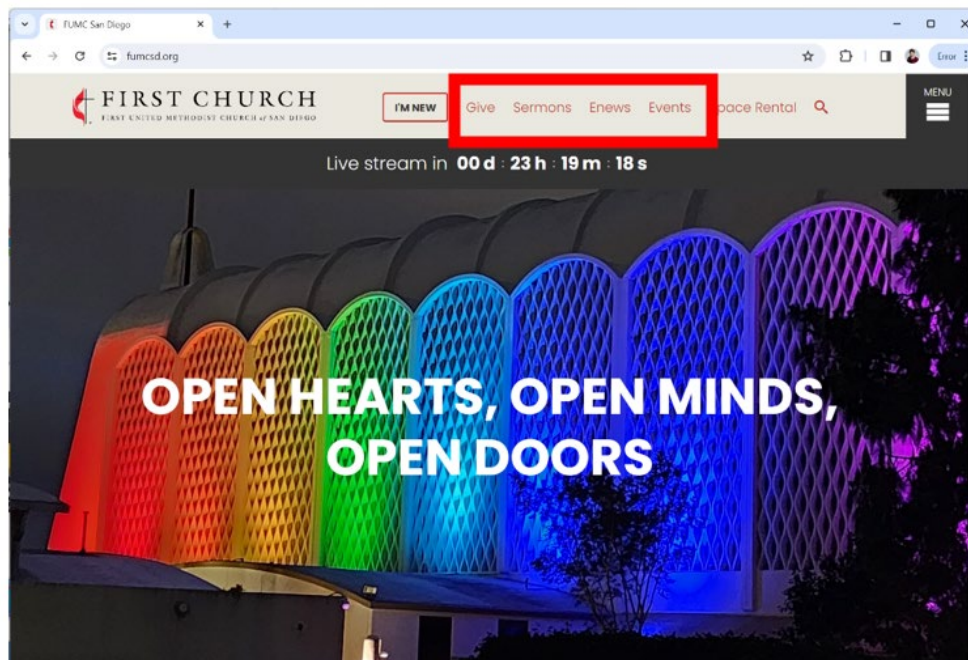 FUMC San Diego
fumcsd.org
Error
FIRST CHURCH
FIRST UNITED METHODIST CHURCH of SAN DIEGO
I'M NEW Give Sermons Enews Events pace Rental
MENU
Live stream in 00 d : 23 h : 19 m : 18 s
OPEN HEARTS, OPEN MINDS,
OPEN DOORS